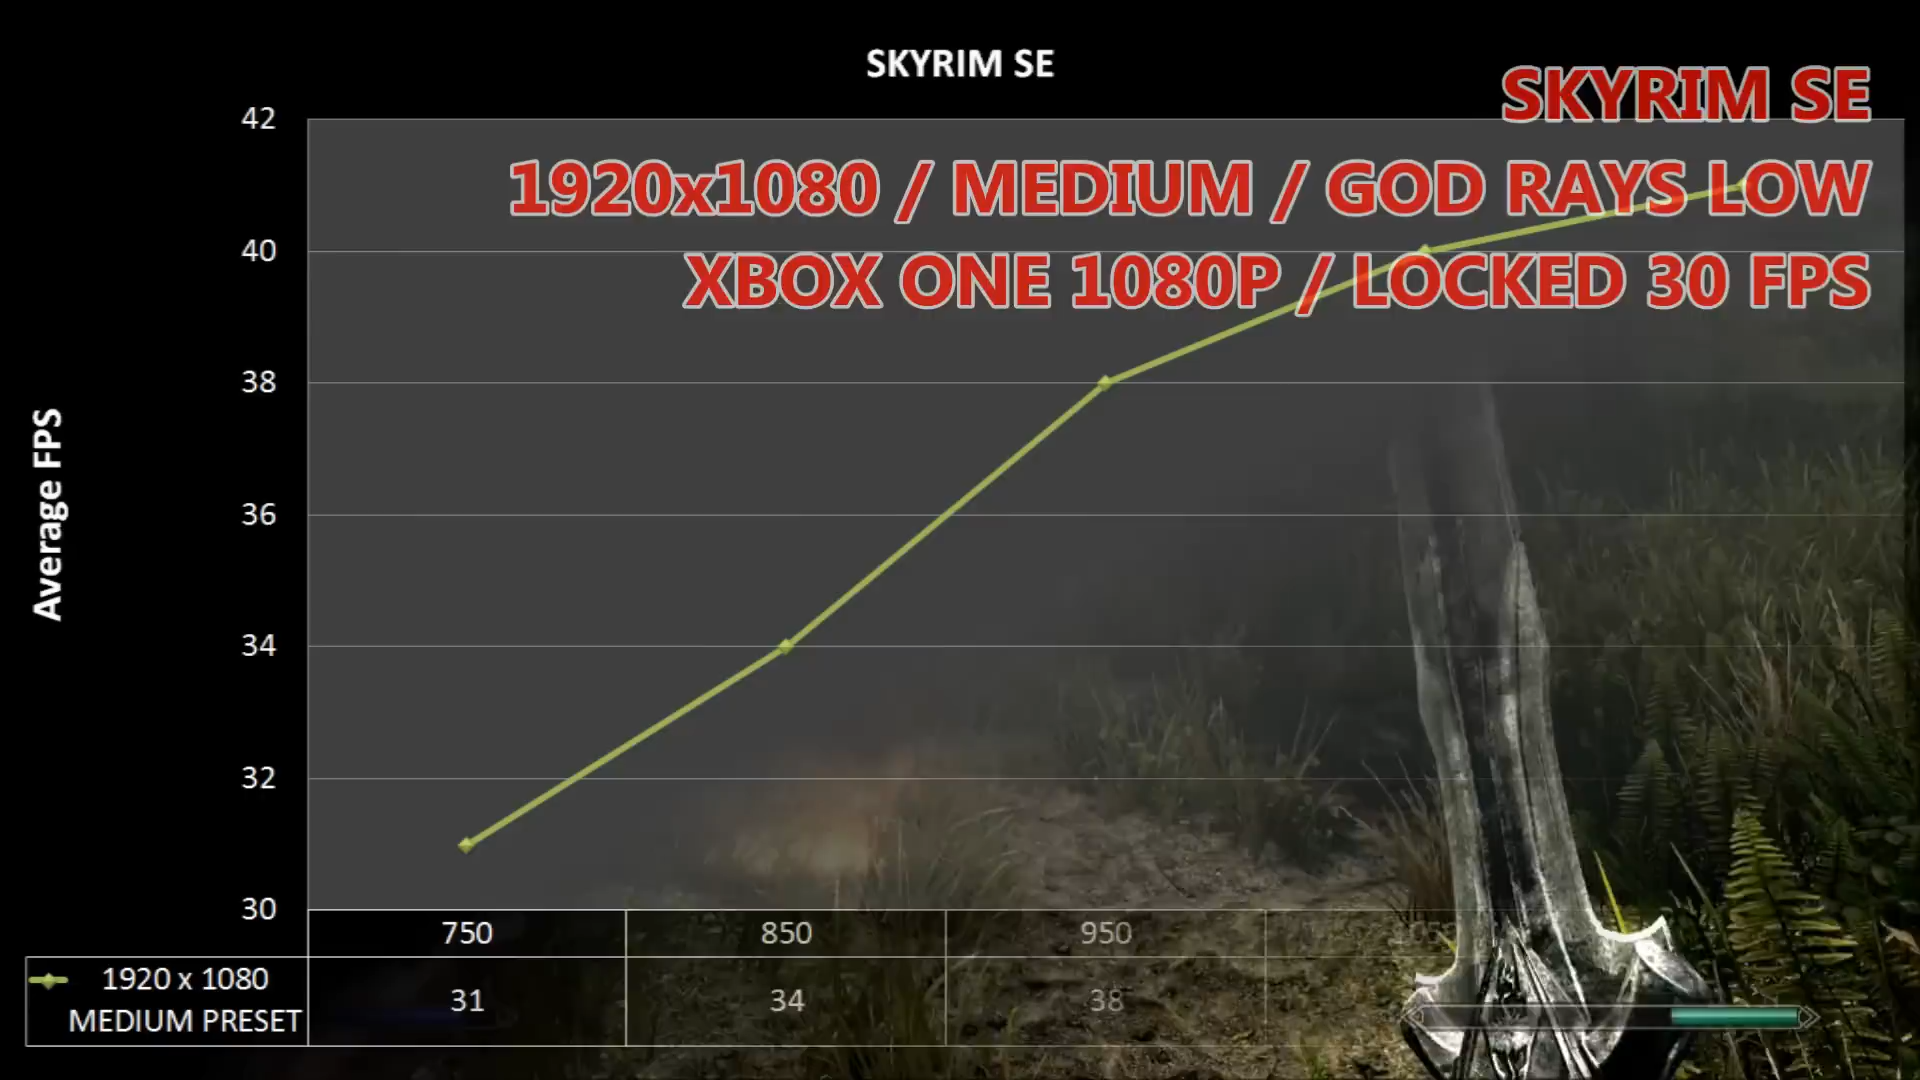 SKYRIM SE
SKYRIM SE
1920x1080 / MEDIUM / GOD RAYS LOW
XBOX ONE 1080P / LOCKED 30 FPS
42
40
38
36
34
32
30
Average FPS
750 850 950
1920 x 1080
MEDIUM PRESET
31 34 38